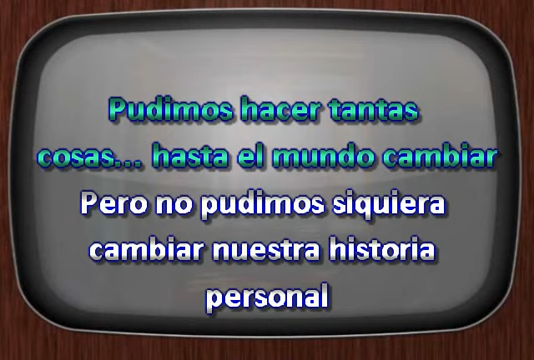 Pudimos hacer tantas
cosas... hasta el mundo cambiar
Pero no pudimos siquiera
cambiar nuestra historia
personal